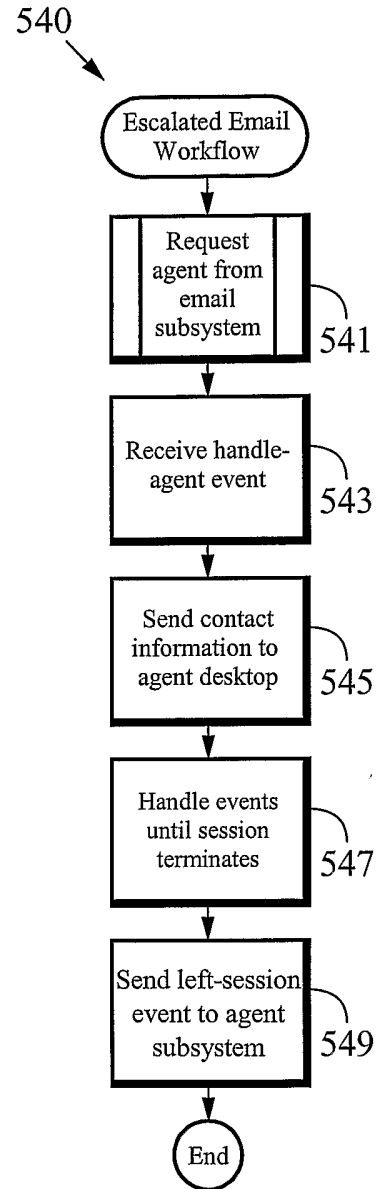 540
Escalated Email
Workflow
Request
agent from
email
subsystem
541
Receive handle-
agent event
543
Send contact
information to
agent desktop
545
Handle events
until session
terminates
547
Send left-session
event to agent
subsystem
549
End